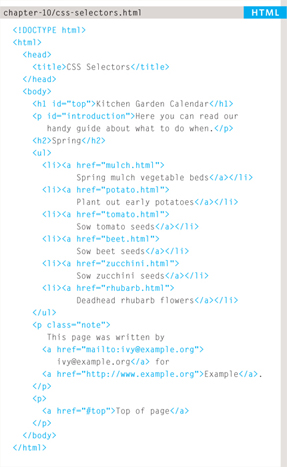 chapter-10/css-selectors.html HTML
<!DOCTYPE html>
<html>
<head>
<title>CSS Selectors</title>
</head>
<body>
<h1 id="top">Kitchen Garden Calendar</h1>
<p id="introduction">Here you can read our
handy guide about what to do when.</p>
<h2>Spring</h2>
<ul>
<li><a href="mulch.html">
Spring mulch vegetable beds</a></li>
<li><a href="potato.html">
Plant out early potatoes</a></li>
<li><a href="tomato.html">
Sow tomato seeds</a></li>
<li><a href="beet.html">
Sow beet seeds</a></li>
<li><a href="zucchini.html">
Sow zucchini seeds</a></li>
<li><a href="rhubarb.html">
Deadhead rhubarb flowers</a></li>
</ul>
<p class="note">
This page was written by
<a href="mailto:ivy@example.org">
ivy@example.org</a> for
<a href="http://www.example.org">Example</a>.
</p>
<p>
<a href="#top">Top of page</a>
</p>
</body>
</html>